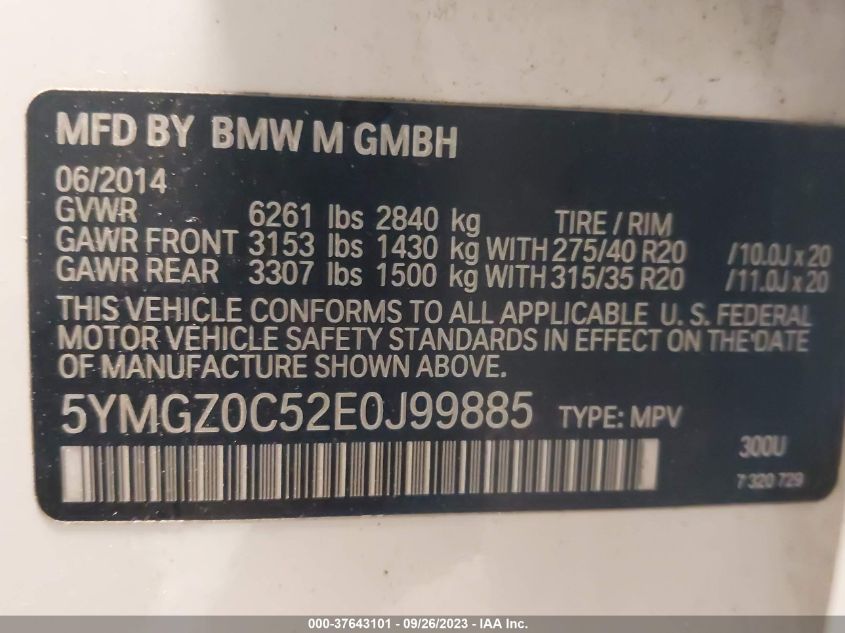 MFD BY BMW M GMBH
06/2014
GVWR 6261 lbs 2840 kg TIRE / RIM
GAWR FRONT 3153 lbs 1430 kg WITH 275/40 R20 /10.0J x 20
GAWR REAR 3307 lbs 1500 kg WITH 315/35 R20 /11.0J x 20
THIS VEHICLE CONFORMS TO ALL APPLICABLE U. S. FEDERAL
MOTOR VEHICLE SAFETY STANDARDS IN EFFECT ON THE DATE
OF MANUFACTURE SHOWN ABOVE.
5YMGZ0C52E0J99885 TYPE: MPV
300U
7 320 729
000-37643101 - 09/26/2023 - IAA Inc.